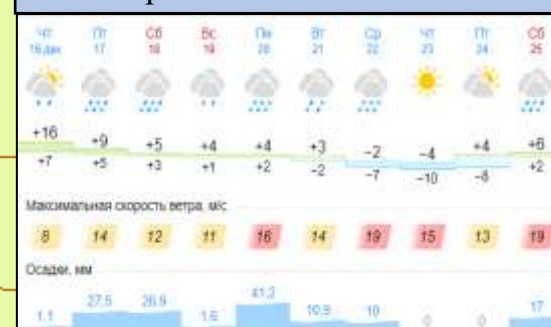 Чт Пт Сб Вс Пн Вт Ср Чт Пт Сб
16 дек 17 18 19 20 21 22 23 24 25
+16 +9 +5 +4 +4 +3 −2 −4 +4 +6
+7 +5 +3 +1 +2 −2 −7 −10 +2
Максимальная скорость ветра, м/с
8 14 12 11 16 14 19 15 13 19
Осадки, мм
1,1 27,5 26,9 1,6 41,2 10,9 10 0 0 17